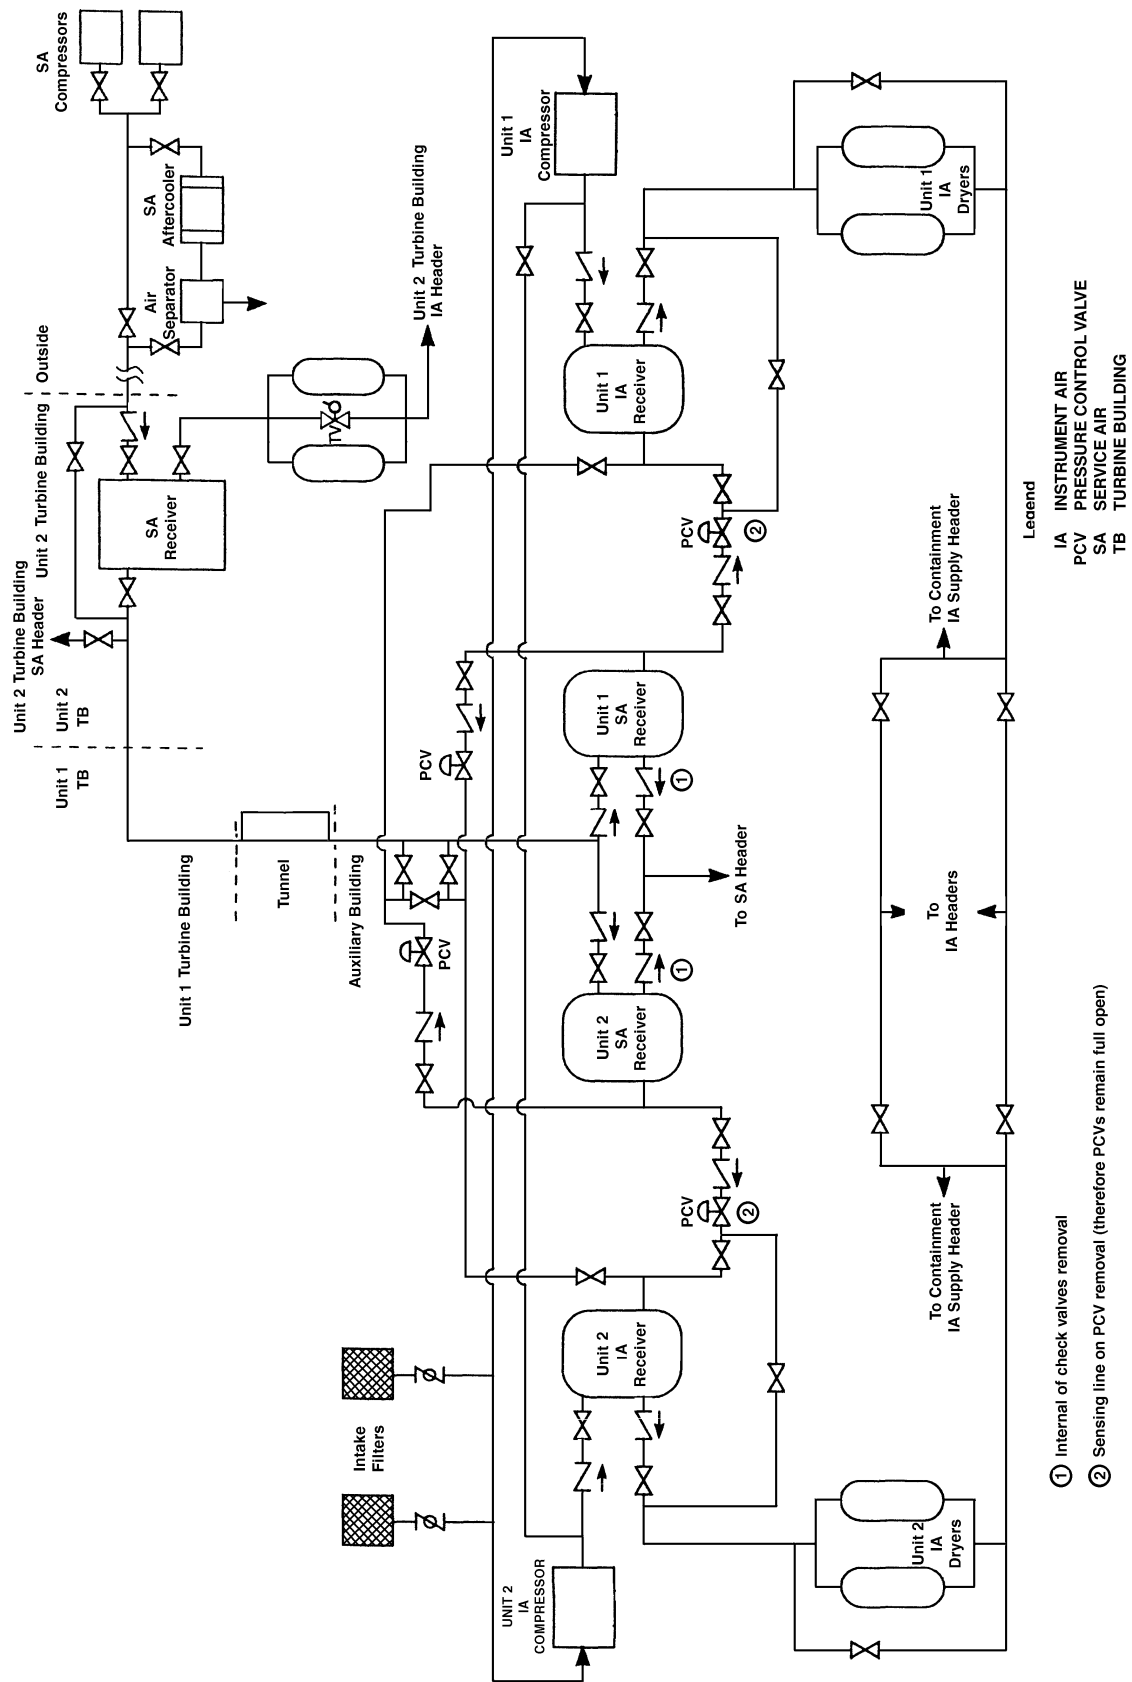 SA
Compressors
SA
Aftercooler
Air
Separator
Outside
Unit 2 Turbine Building
SA
Receiver
Unit 2 Turbine Building
SA Header
Unit 2
TB
Unit 1
TB
TV
Unit 2 Turbine Building
IA Header
Unit 1 Turbine Building
Tunnel
Auxiliary Building
Intake
Filters
Unit 1
IA
Compressor
Unit 1
IA
Receiver
PCV
2
PCV
Unit 1
SA
Receiver
1
To SA Header
PCV
1
Unit 2
SA
Receiver
PCV
2
Unit 2
IA
Receiver
UNIT 2
IA
COMPRESSOR
Unit 1
IA
Dryers
To Containment
IA Supply Header
To
IA Headers
To Containment
IA Supply Header
Unit 2
IA
Dryers
Legend
IA INSTRUMENT AIR
PCV PRESSURE CONTROL VALVE
SA SERVICE AIR
TB TURBINE BUILDING
1 Internal of check valves removal
2 Sensing line on PCV removal (therefore PCVs remain full open)